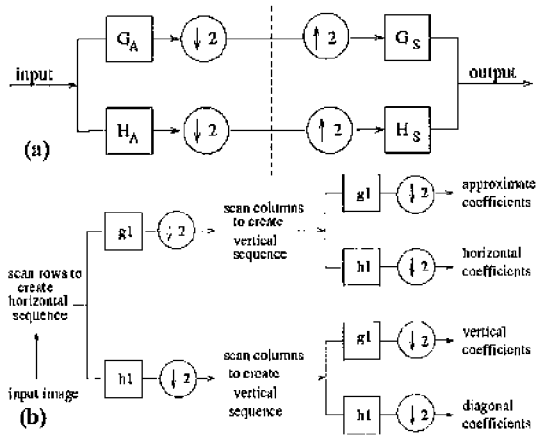 input
G_A
↓ 2
↑ 2
G_S
output
H_A
↓ 2
↑ 2
H_S
(a)
scan rows to
create
horizontal
sequence
input image
(b)
g1
↓ 2
scan columns
to create
vertical
sequence
g1
↓ 2
approximate
coefficients
h1
↓ 2
horizontal
coefficients
h1
↓ 2
scan columns
to create
vertical
sequence
g1
↓ 2
vertical
coefficients
h1
↓ 2
diagonal
coefficients